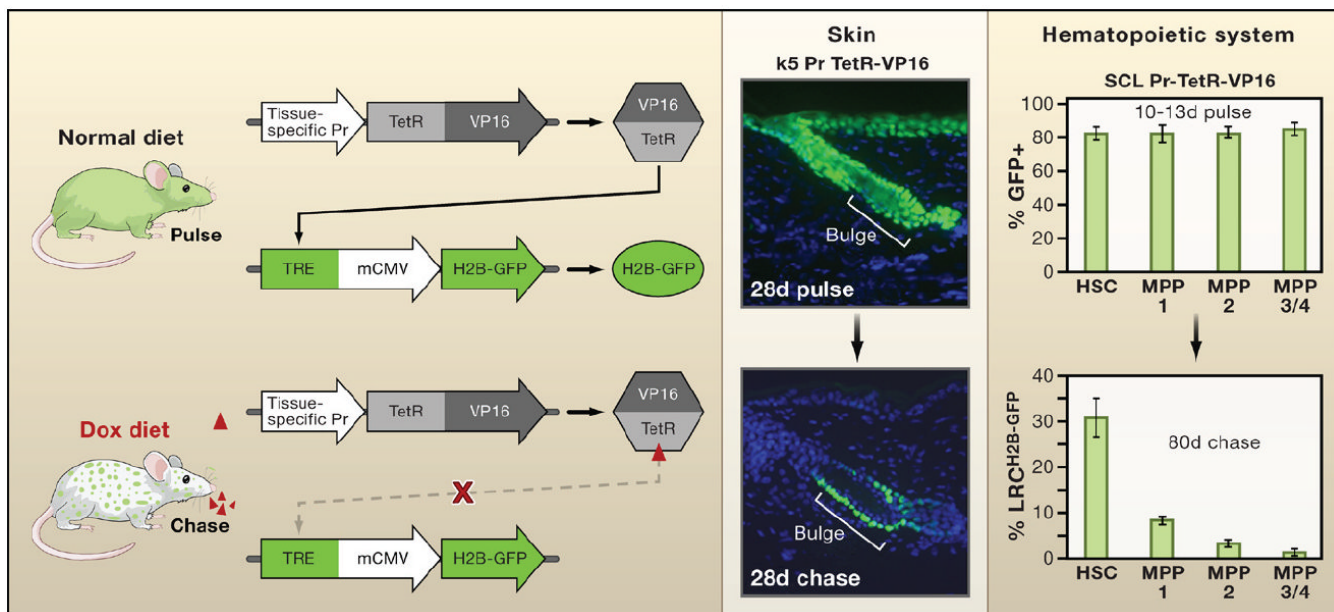 Normal diet
Pulse
Tissue-
specific Pr
TetR
VP16
VP16
TetR
TRE
mCMV
H2B-GFP
H2B-GFP
Dox diet
Chase
Tissue-
specific Pr
TetR
VP16
VP16
TetR
X
TRE
mCMV
H2B-GFP
Skin
k5 Pr TetR-VP16
Bulge
28d pulse
Bulge
28d chase
Hematopoietic system
SCL Pr-TetR-VP16
10-13d pulse
% GFP+
100
80
60
40
20
0
HSC
MPP
1
MPP
2
MPP
3/4
80d chase
% LRC^H2B-GFP
40
30
20
10
0
HSC
MPP
1
MPP
2
MPP
3/4